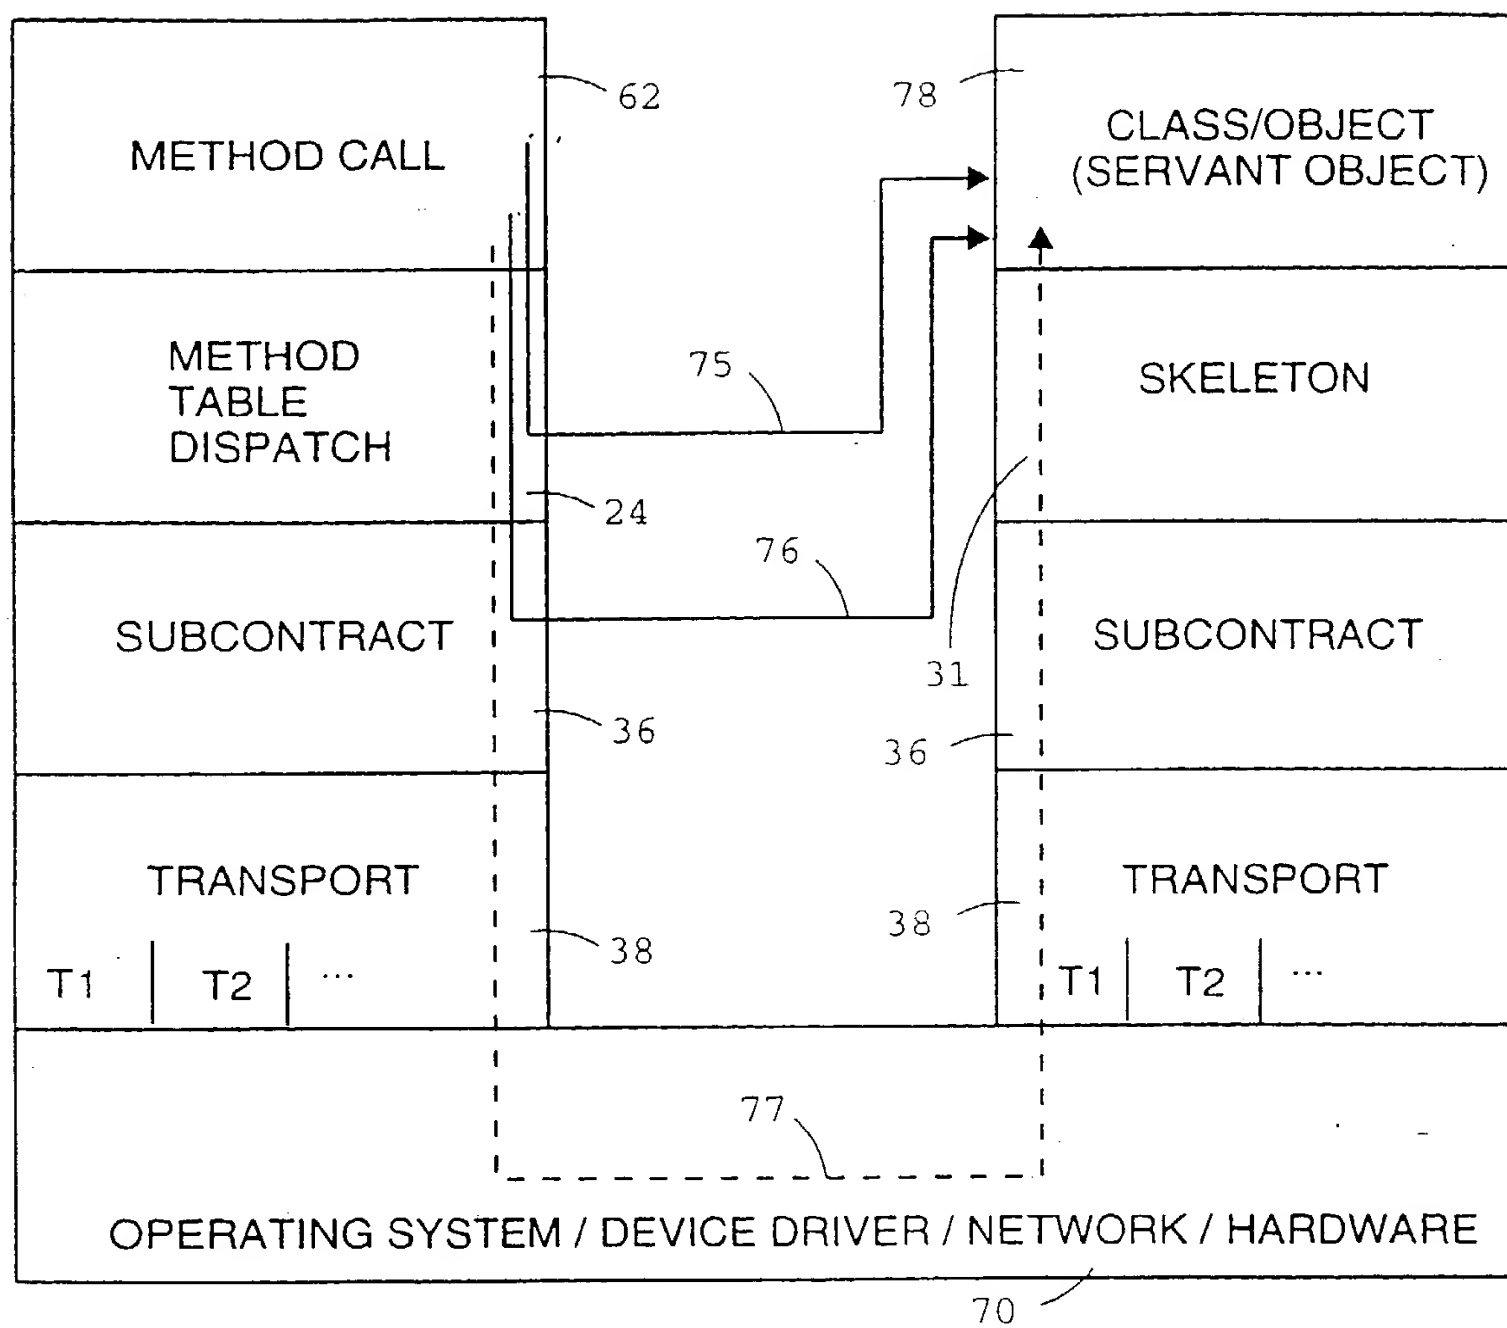 62
78
METHOD CALL
CLASS/OBJECT
(SERVANT OBJECT)
METHOD
TABLE
DISPATCH
75
SKELETON
24
76
SUBCONTRACT
31
SUBCONTRACT
36
36
TRANSPORT
TRANSPORT
38
38
T1
T2
...
T1
T2
...
77
OPERATING SYSTEM / DEVICE DRIVER / NETWORK / HARDWARE
70